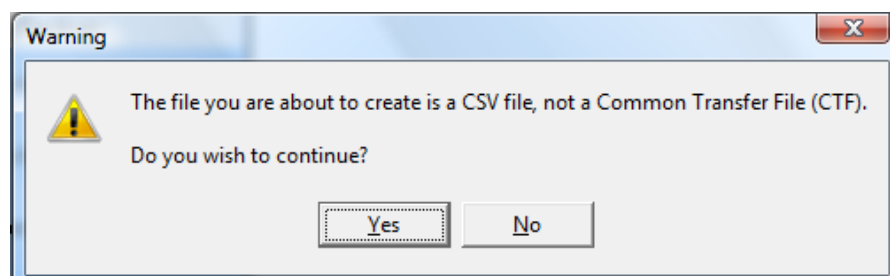 Warning
The file you are about to create is a CSV file, not a Common Transfer File (CTF).
Do you wish to continue?
Yes No